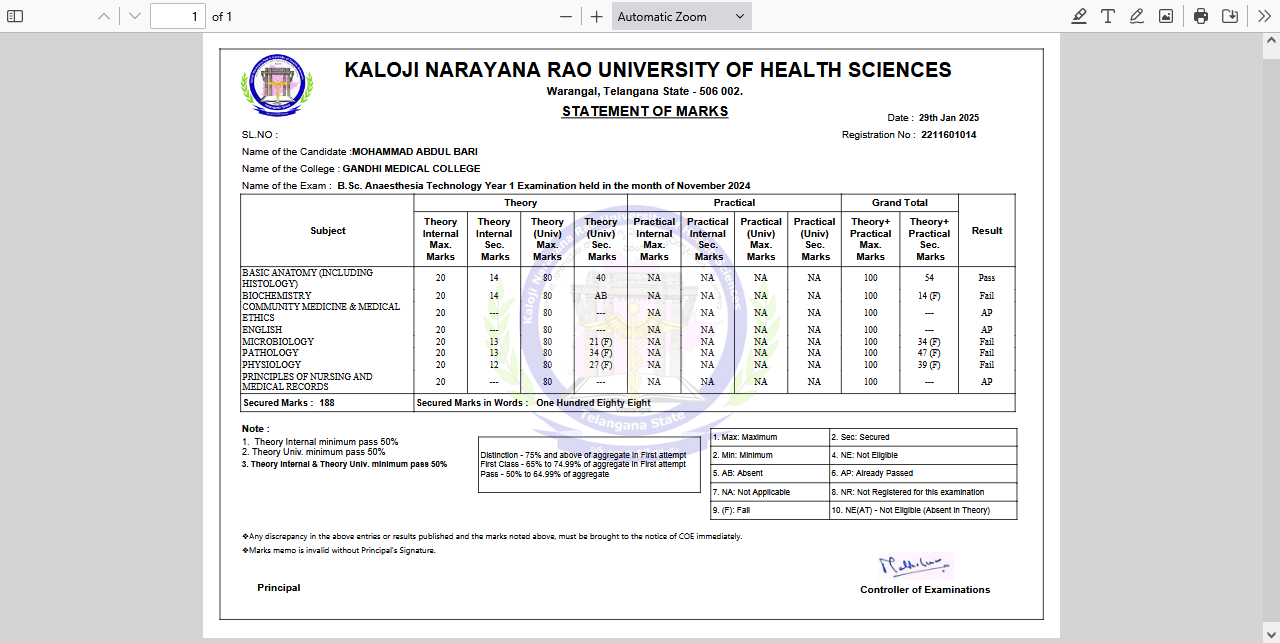 1 of 1 Automatic Zoom
KALOJI NARAYANA RAO UNIVERSITY OF HEALTH SCIENCES
Warangal, Telangana State - 506 002.
STATEMENT OF MARKS
Date : 29th Jan 2025
SL.NO :
Registration No : 2211601014
Name of the Candidate :MOHAMMAD ABDUL BARI
Name of the College : GANDHI MEDICAL COLLEGE
Name of the Exam : B.Sc. Anaesthesia Technology Year 1 Examination held in the month of November 2024
Theory Practical Grand Total
Subject Theory Internal Max. Marks Theory Internal Sec. Marks Theory (Univ) Max. Marks Theory (Univ) Sec. Marks Practical Internal Max. Marks Practical Internal Sec. Marks Practical (Univ) Max. Marks Practical (Univ) Sec. Marks Theory+ Practical Max. Marks Theory+ Practical Sec. Marks Result
BASIC ANATOMY (INCLUDING HISTOLOGY) 20 14 80 40 NA NA NA NA 100 54 Pass
BIOCHEMISTRY 20 14 80 AB NA NA NA NA 100 14 (F) Fail
COMMUNITY MEDICINE & MEDICAL ETHICS 20 --- 80 --- NA NA NA NA 100 --- AP
ENGLISH 20 --- 80 --- NA NA NA NA 100 --- AP
MICROBIOLOGY 20 13 80 21 (F) NA NA NA NA 100 34 (F) Fail
PATHOLOGY 20 13 80 34 (F) NA NA NA NA 100 47 (F) Fail
PHYSIOLOGY 20 12 80 27 (F) NA NA NA NA 100 39 (F) Fail
PRINCIPLES OF NURSING AND MEDICAL RECORDS 20 --- 80 --- NA NA NA NA 100 --- AP
Secured Marks : 188 Secured Marks in Words : One Hundred Eighty Eight
Telangana State
Note :
1. Theory Internal minimum pass 50%
2. Theory Univ. minimum pass 50%
3. Theory Internal & Theory Univ. minimum pass 50%
Distinction - 75% and above of aggregate in First attempt
First Class - 65% to 74.99% of aggregate in First attempt
Pass - 50% to 64.99% of aggregate
1. Max: Maximum 2. Sec: Secured
2. Min: Minimum 4. NE: Not Eligible
5. AB: Absent 6. AP: Already Passed
7. NA: Not Applicable 8. NR: Not Registered for this examination
9. (F): Fail 10. NE(AT) - Not Eligible (Absent in Theory)
❖Any discrepancy in the above entries or results published and the marks noted above, must be brought to the notice of COE immediately.
❖Marks memo is invalid without Principal's Signature.
Principal
Controller of Examinations